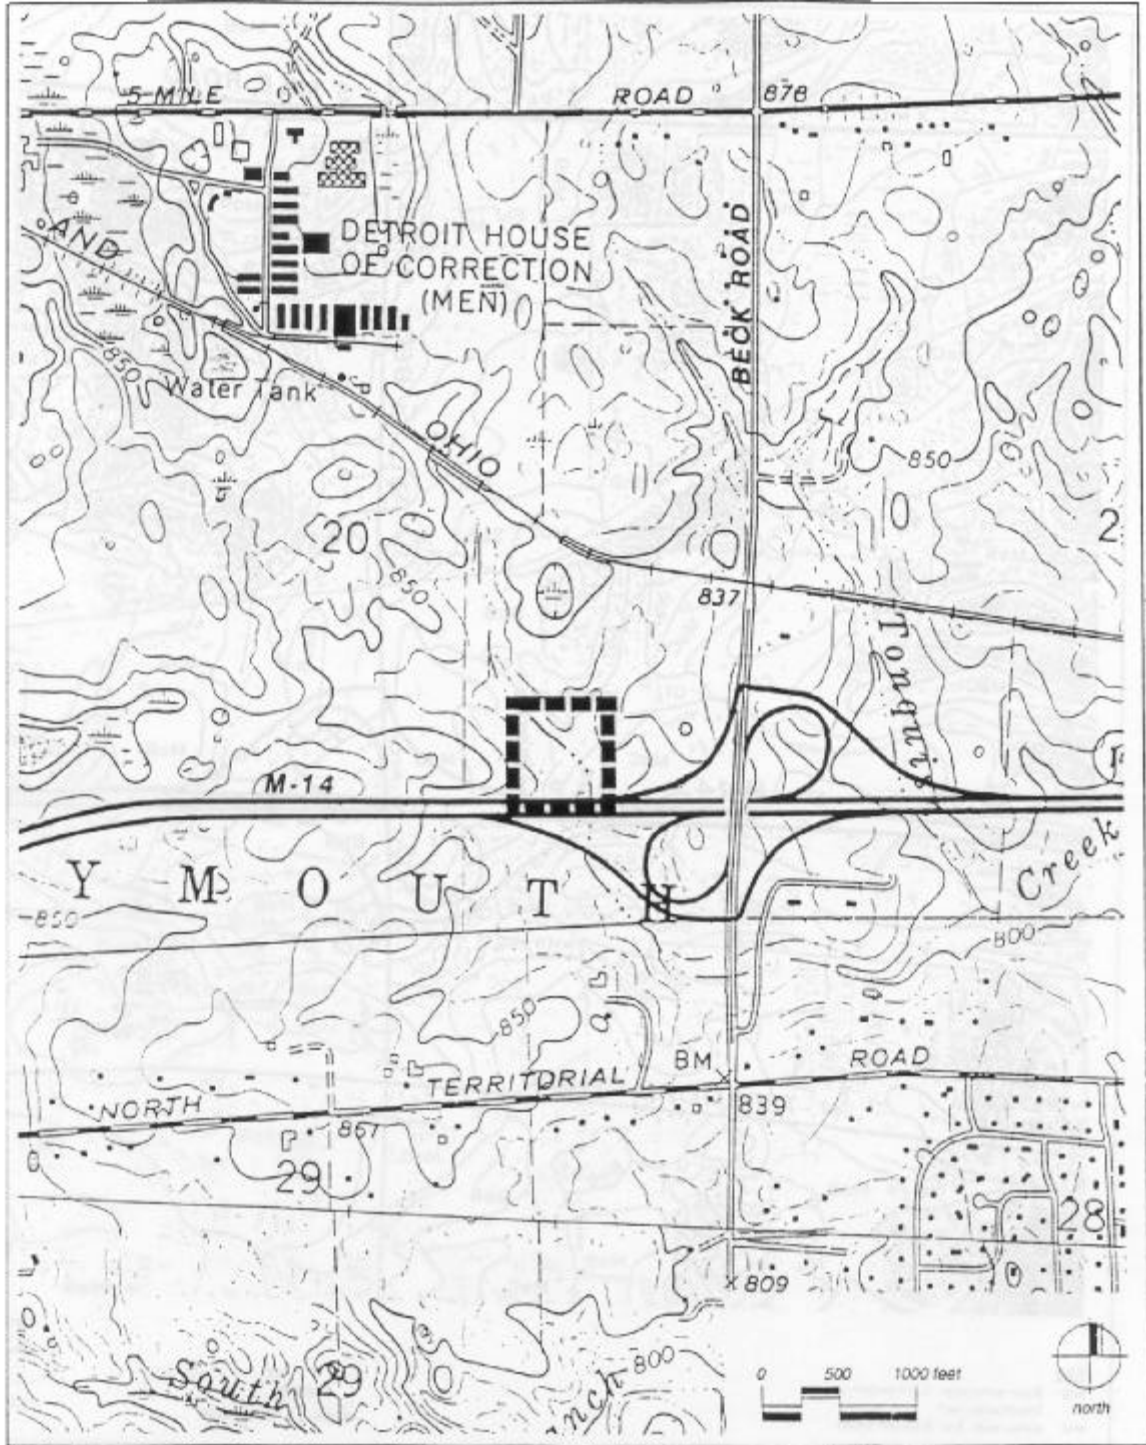 5 MILE ROAD 878
DETROIT HOUSE
OF CORRECTION
(MEN)
BECK ROAD
AND
850
Water Tank
OHIO
850
20
850
2
837
Tonquish
M-14
Y M O U T H
Creek
850
800
850
BM
ROAD
TERRITORIAL
NORTH
839
867
29
28
809
South
29
nch 800
0 500 1000 feet
north